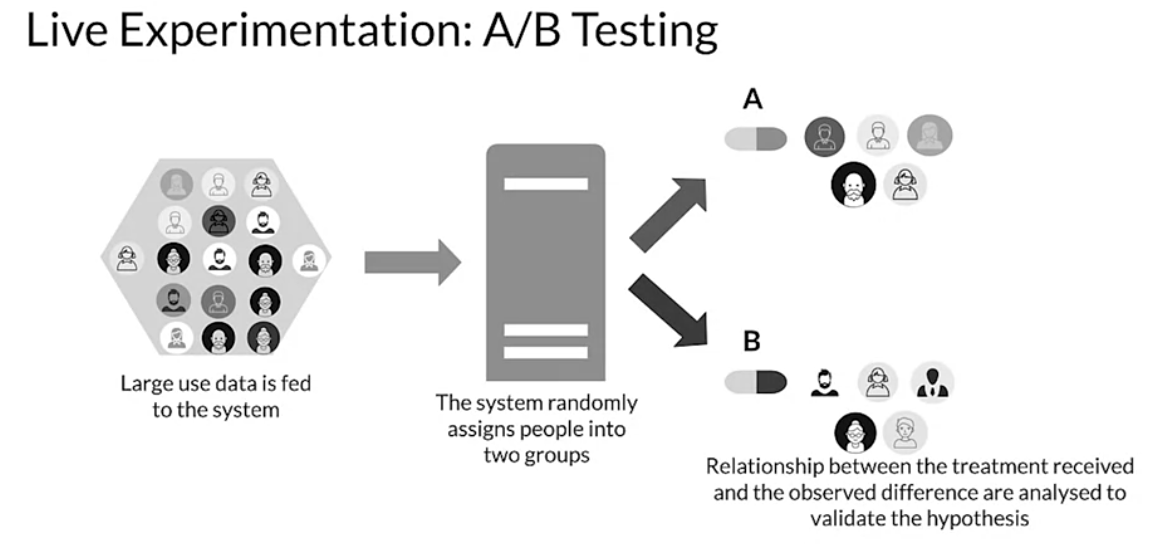 Live Experimentation: A/B Testing
A
B
Large use data is fed
to the system
The system randomly
assigns people into
two groups
Relationship between the treatment received
and the observed difference are analysed to
validate the hypothesis